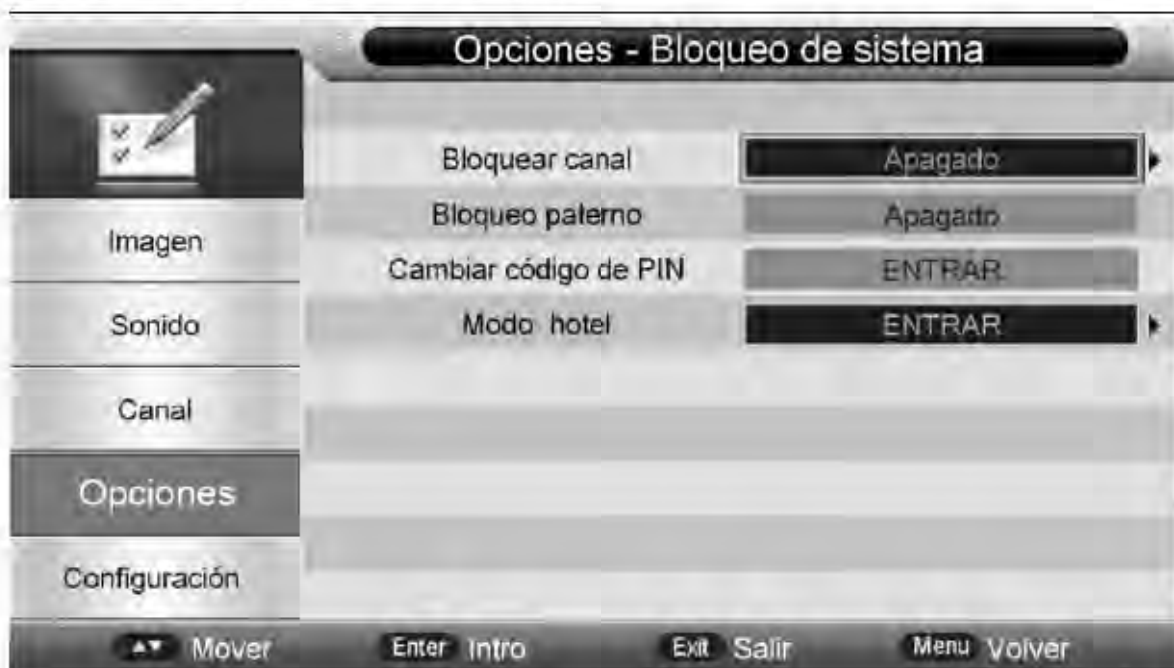 Opciones - Bloqueo de sistema
Bloquear canal Apagado
Bloqueo paterno Apagado
Cambiar código de PIN ENTRAR
Modo hotel ENTRAR
Imagen
Sonido
Canal
Opciones
Configuración
Mover Enter Intro Exit Salir Menu Volver